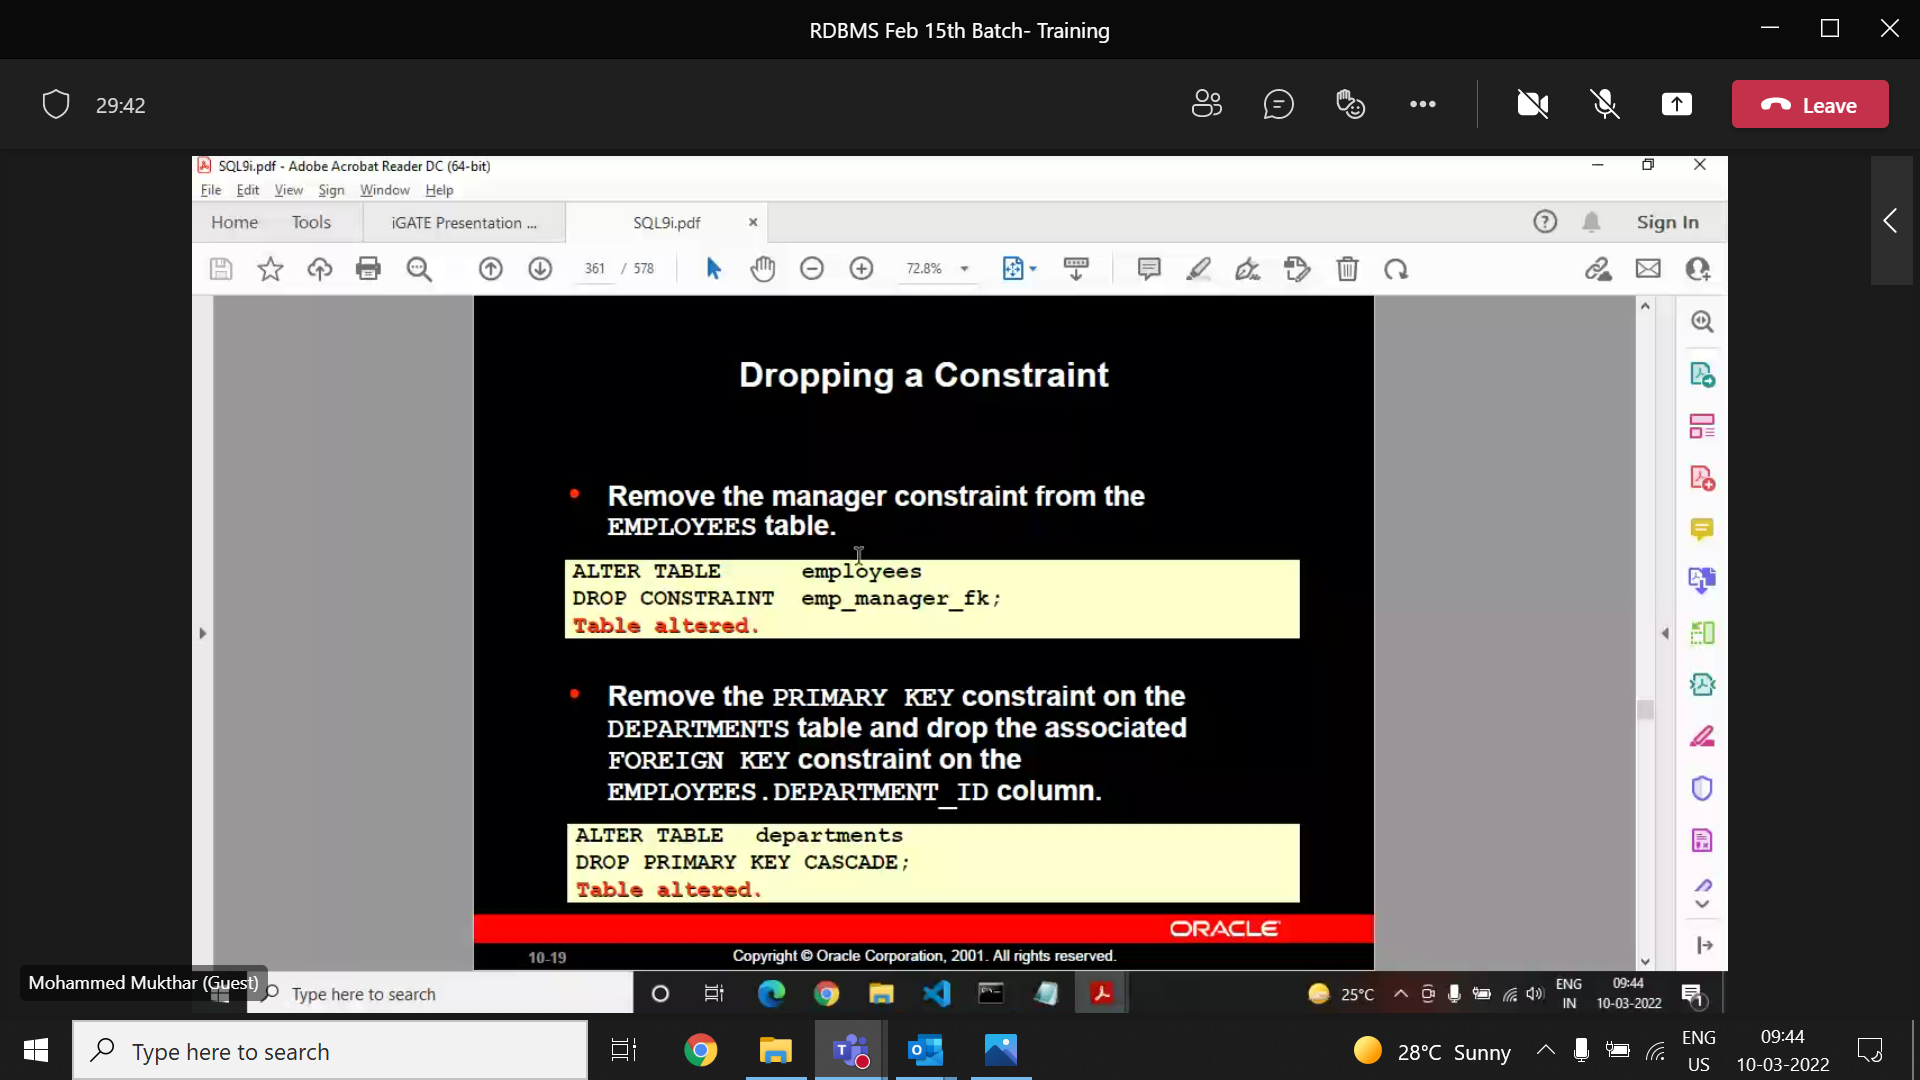 RDBMS Feb 15th Batch- Training
29:42
Leave
SQL9i.pdf - Adobe Acrobat Reader DC (64-bit)
File Edit View Sign Window Help
Home Tools iGATE Presentation ... SQL9i.pdf Sign In
361 / 578 72.8%
Dropping a Constraint
Remove the manager constraint from the
EMPLOYEES table.
ALTER TABLE employees
DROP CONSTRAINT emp_manager_fk;
Table altered.
Remove the PRIMARY KEY constraint on the
DEPARTMENTS table and drop the associated
FOREIGN KEY constraint on the
EMPLOYEES.DEPARTMENT_ID column.
ALTER TABLE departments
DROP PRIMARY KEY CASCADE;
Table altered.
ORACLE
10-19 Copyright © Oracle Corporation, 2001. All rights reserved.
Mohammed Mukthar (Guest)
Type here to search
25°C
ENG
IN
09:44
10-03-2022
1
Type here to search
28°C Sunny
ENG
US
09:44
10-03-2022